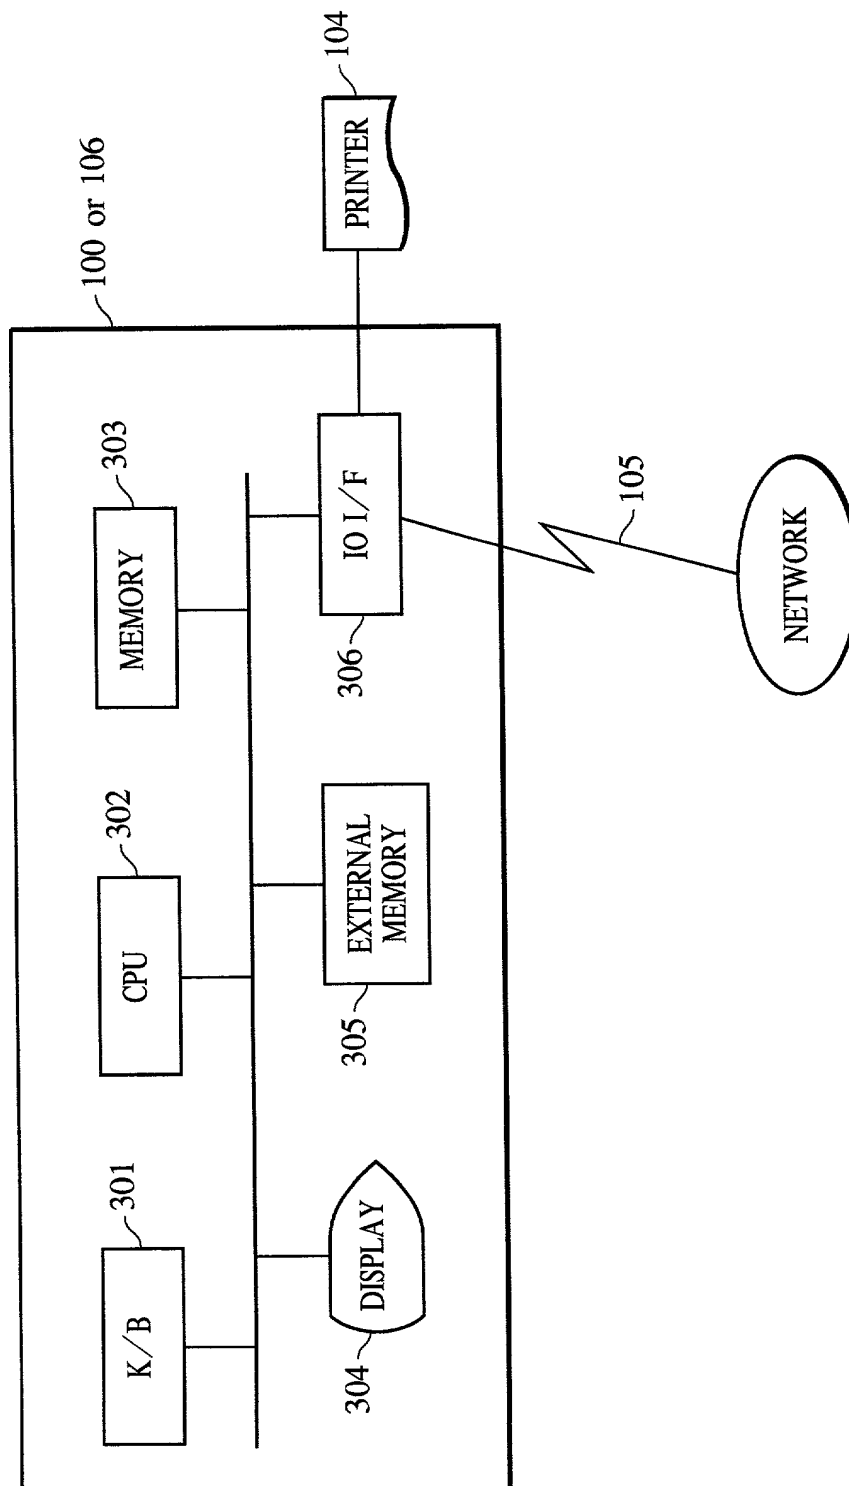 100 or 106
301
302
303
K/B
CPU
MEMORY
104
PRINTER
DISPLAY
EXTERNAL
MEMORY
IO I/F
304
305
306
105
NETWORK